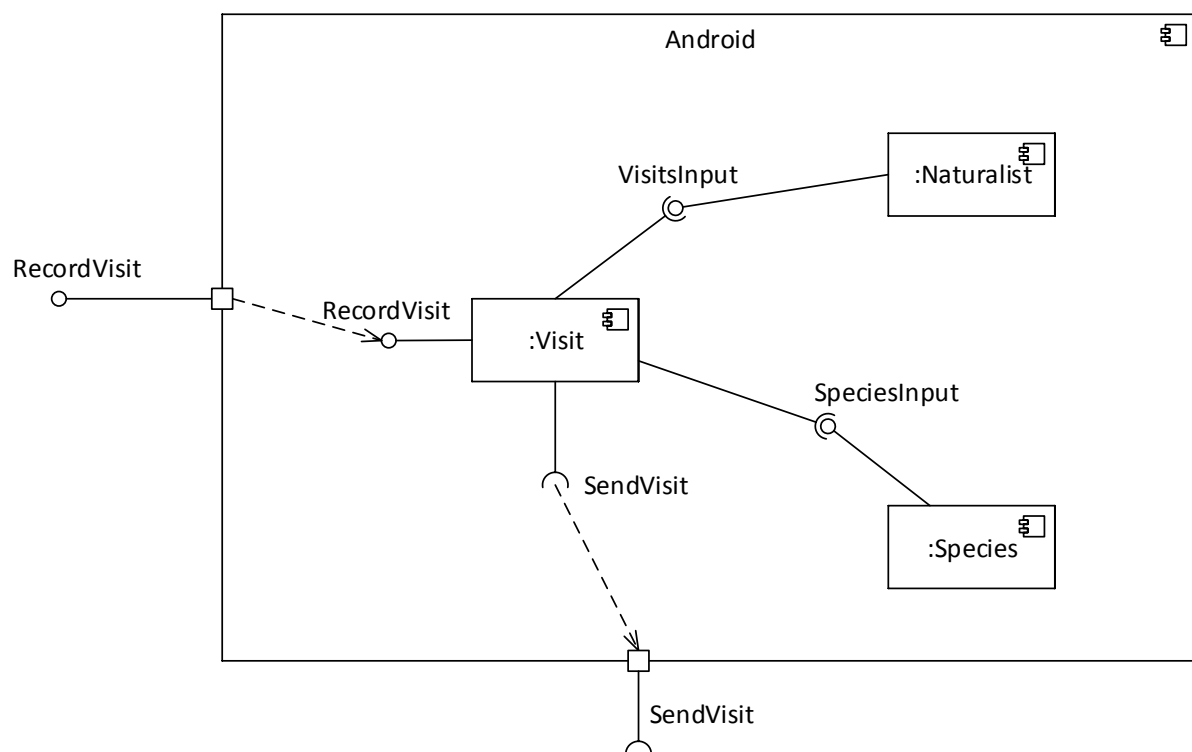 Android
VisitsInput
:Naturalist
RecordVisit
RecordVisit
:Visit
SpeciesInput
SendVisit
:Species
SendVisit